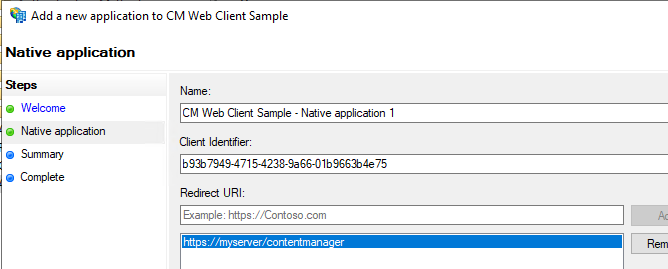 Add a new application to CM Web Client Sample
Native application
Steps
Welcome
Native application
Summary
Complete
Name:
CM Web Client Sample - Native application 1
Client Identifier:
b93b7949-4715-4238-9a66-01b9663b4e75
Redirect URI:
Example: https://Contoso.com
Ad
https://myserver/contentmanager
Rem